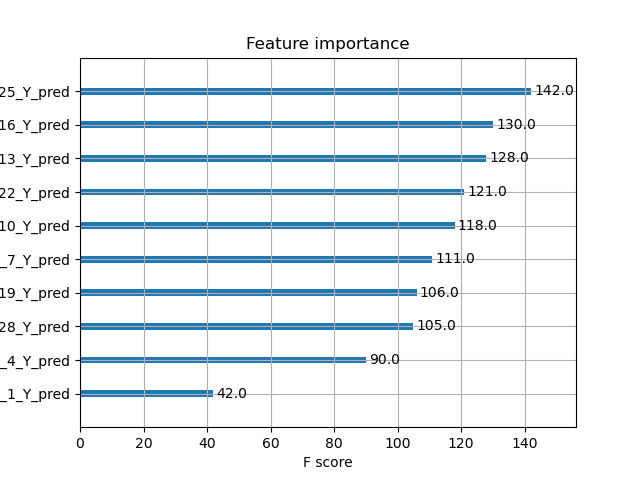 Feature importance
25_Y_pred 142.0
16_Y_pred 130.0
13_Y_pred 128.0
22_Y_pred 121.0
10_Y_pred 118.0
_7_Y_pred 111.0
19_Y_pred 106.0
28_Y_pred 105.0
_4_Y_pred 90.0
_1_Y_pred 42.0
0 20 40 60 80 100 120 140
F score